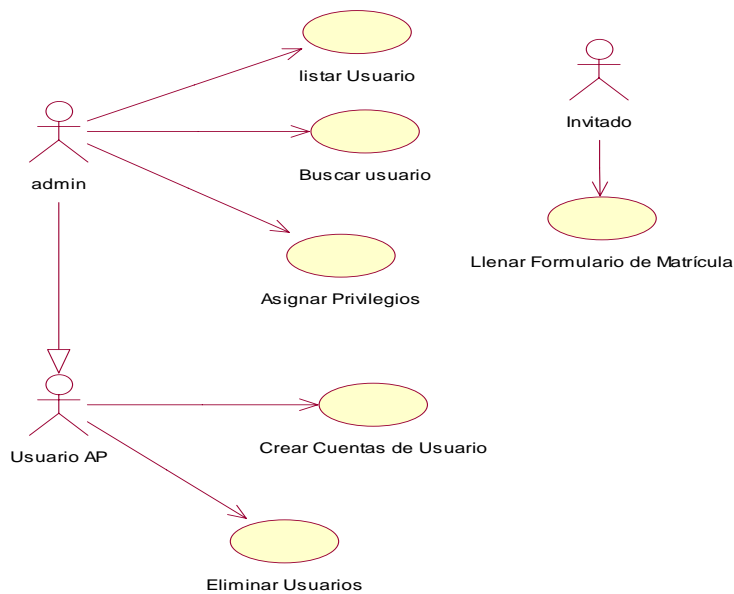 listar Usuario
Invitado
Buscar usuario
admin
Llenar Formulario de Matrícula
Asignar Privilegios
Crear Cuentas de Usuario
Usuario AP
Eliminar Usuarios